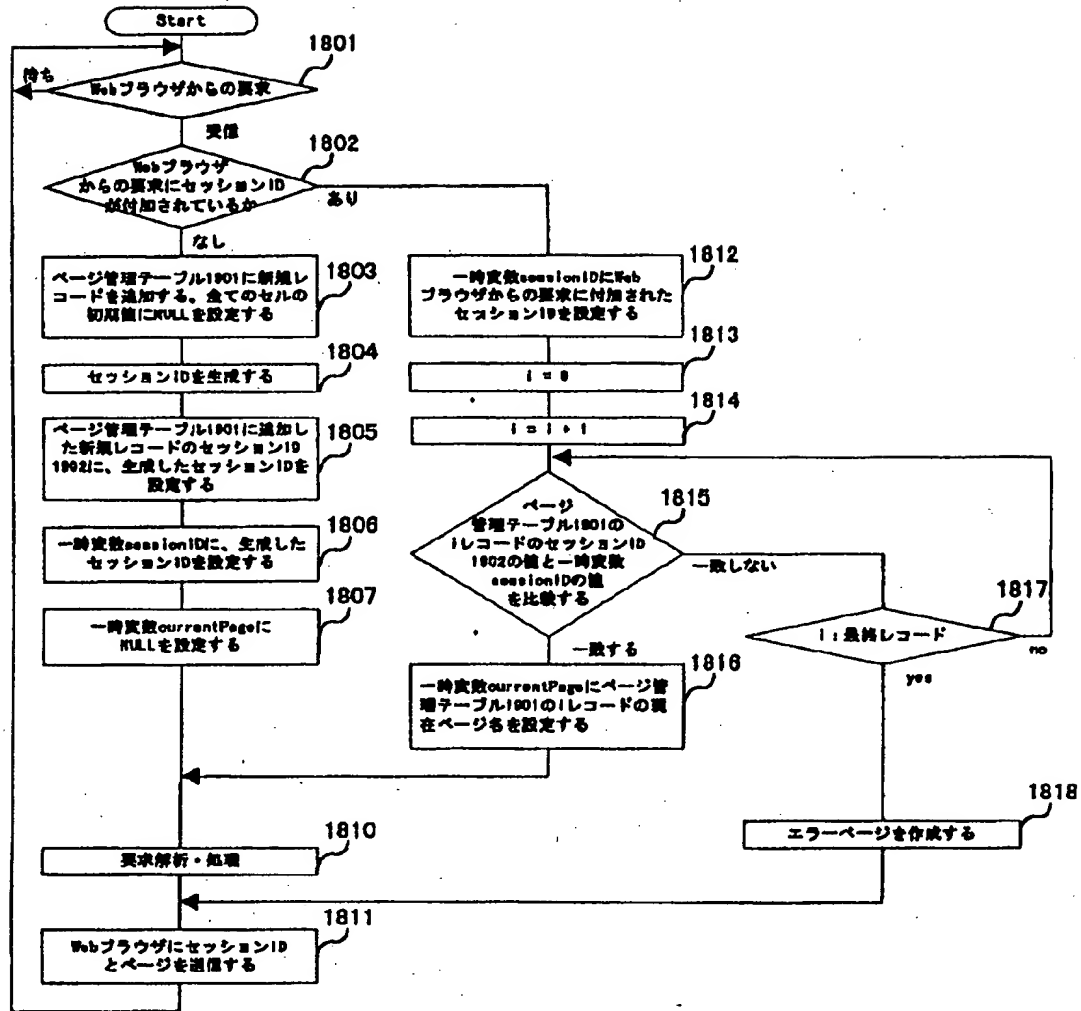 Start
1801
待ち
Webブラウザからの要求
受信
1802
Webブラウザ
からの要求にセッションID
が付加されているか
あり
なし
1803
ページ管理テーブル1901に新規レ
コードを追加する、全てのセルの
初期値にNULLを設定する
1804
セッションIDを生成する
1805
ページ管理テーブル1901に追加し
た新規レコードのセッションID
1902に、生成したセッションIDを
設定する
1806
一時変数sessionIDに、生成した
セッションIDを設定する
1807
一時変数currentPageに
NULLを設定する
1812
一時変数sessionIDにWeb
ブラウザからの要求に付加された
セッションIDを設定する
1813
i = 0
1814
i = i + 1
1815
ページ
管理テーブル1901の
iレコードのセッションID
1902の値と一時変数
sessionIDの値
を比較する
一致しない
1817
i:最終レコード
no
yes
一致する
1816
一時変数currentPageにページ管
理テーブル1901のiレコードの現
在ページ名を設定する
1818
エラーページを作成する
1810
要求解析・処理
1811
WebブラウザにセッションID
とページを送信する